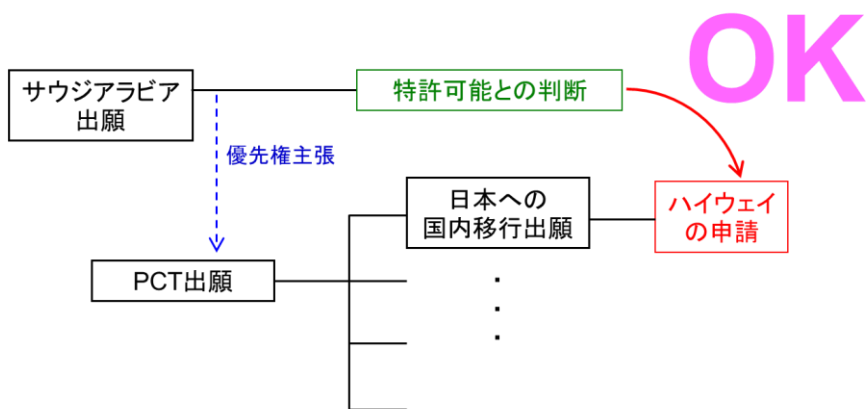 OK
サウジアラビア
出願
特許可能との判断
優先権主張
日本への
国内移行出願
ハイウェイ
の申請
PCT出願
・
・
・